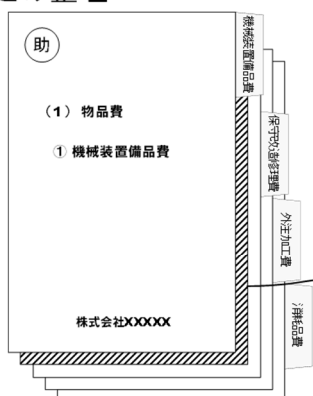 助
（1） 物品費
① 機械装置備品費
株式会社XXXXX
機械装置備品費
保守改造修理費
外注加工費
消耗品費